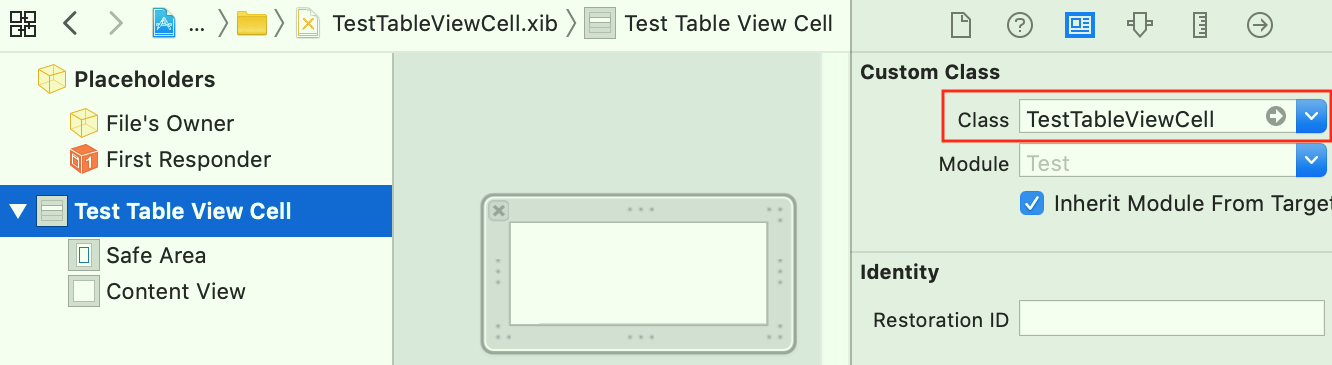 ... TestTableViewCell.xib Test Table View Cell
Placeholders
File's Owner
First Responder
Test Table View Cell
Safe Area
Content View
Custom Class
Class TestTableViewCell
Module Test
Inherit Module From Target
Identity
Restoration ID